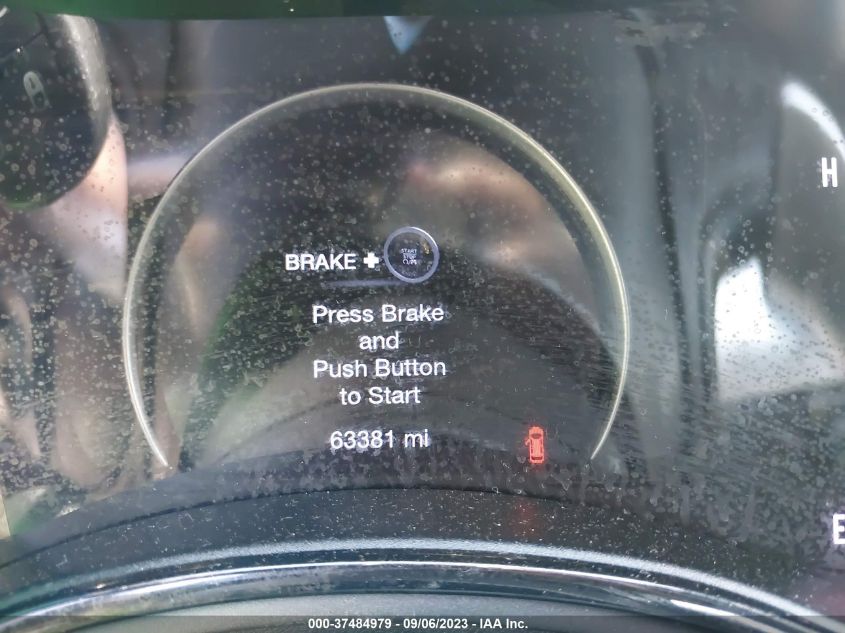 H
BRAKE +
START
STOP
Press Brake
and
Push Button
to Start
63381 mi
E
000-37484979 - 09/06/2023 - IAA Inc.